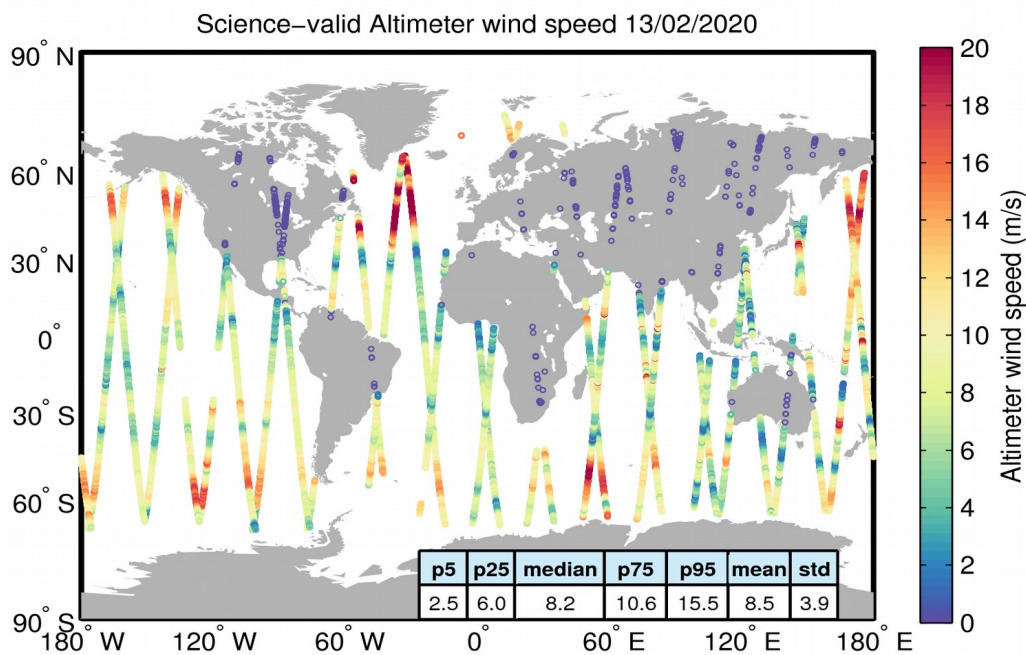 Science−valid Altimeter wind speed 13/02/2020
90° N
60° N
30° N
0°
30° S
60° S
90° S
180° W
120° W
60° W
0°
60° E
120° E
180° E
p5 p25 median p75 p95 mean std
2.5 6.0 8.2 10.6 15.5 8.5 3.9
20
18
16
14
12
10
8
6
4
2
0
Altimeter wind speed (m/s)